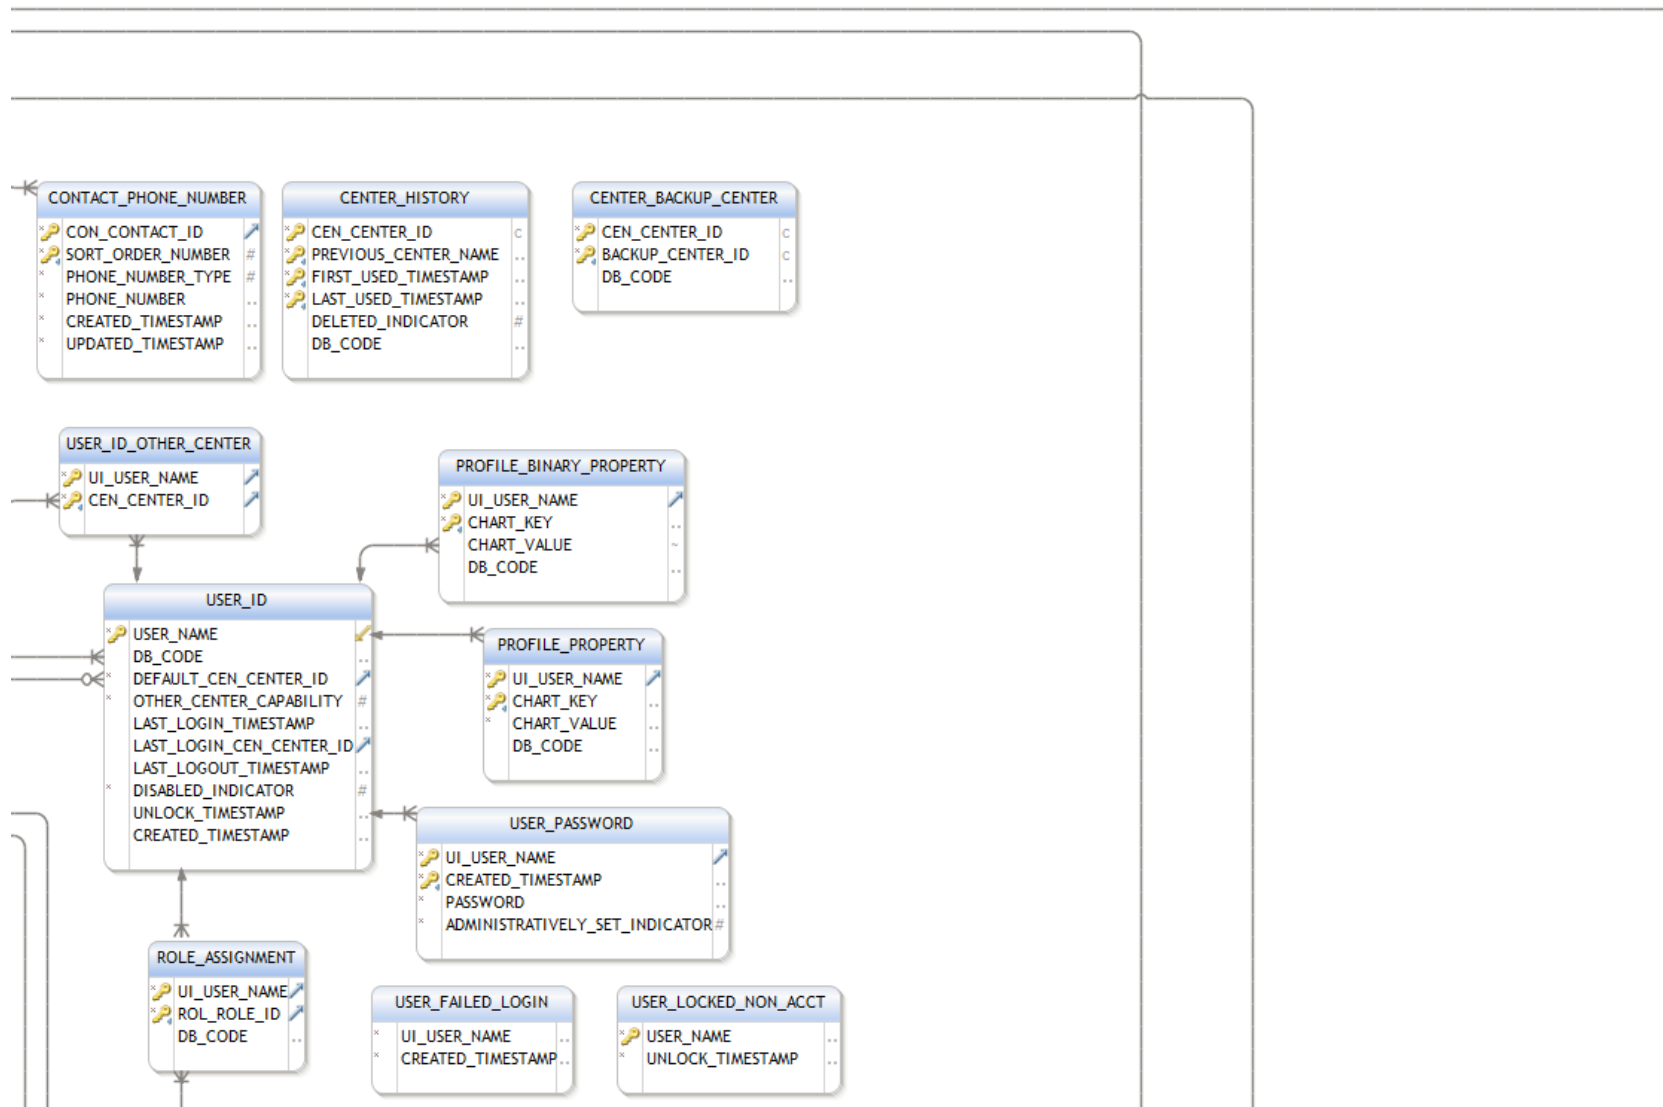 CONTACT_PHONE_NUMBER
CON_CONTACT_ID
SORT_ORDER_NUMBER #
PHONE_NUMBER_TYPE #
PHONE_NUMBER
CREATED_TIMESTAMP
UPDATED_TIMESTAMP
CENTER_HISTORY
CEN_CENTER_ID c
PREVIOUS_CENTER_NAME
FIRST_USED_TIMESTAMP
LAST_USED_TIMESTAMP
DELETED_INDICATOR #
DB_CODE
CENTER_BACKUP_CENTER
CEN_CENTER_ID c
BACKUP_CENTER_ID c
DB_CODE
USER_ID_OTHER_CENTER
UI_USER_NAME
CEN_CENTER_ID
PROFILE_BINARY_PROPERTY
UI_USER_NAME
CHART_KEY
CHART_VALUE ~
DB_CODE
USER_ID
USER_NAME
DB_CODE
DEFAULT_CEN_CENTER_ID
OTHER_CENTER_CAPABILITY #
LAST_LOGIN_TIMESTAMP
LAST_LOGIN_CEN_CENTER_ID
LAST_LOGOUT_TIMESTAMP
DISABLED_INDICATOR #
UNLOCK_TIMESTAMP
CREATED_TIMESTAMP
PROFILE_PROPERTY
UI_USER_NAME
CHART_KEY
CHART_VALUE
DB_CODE
USER_PASSWORD
UI_USER_NAME
CREATED_TIMESTAMP
PASSWORD
ADMINISTRATIVELY_SET_INDICATOR #
ROLE_ASSIGNMENT
UI_USER_NAME
ROL_ROLE_ID
DB_CODE
USER_FAILED_LOGIN
UI_USER_NAME
CREATED_TIMESTAMP
USER_LOCKED_NON_ACCT
USER_NAME
UNLOCK_TIMESTAMP